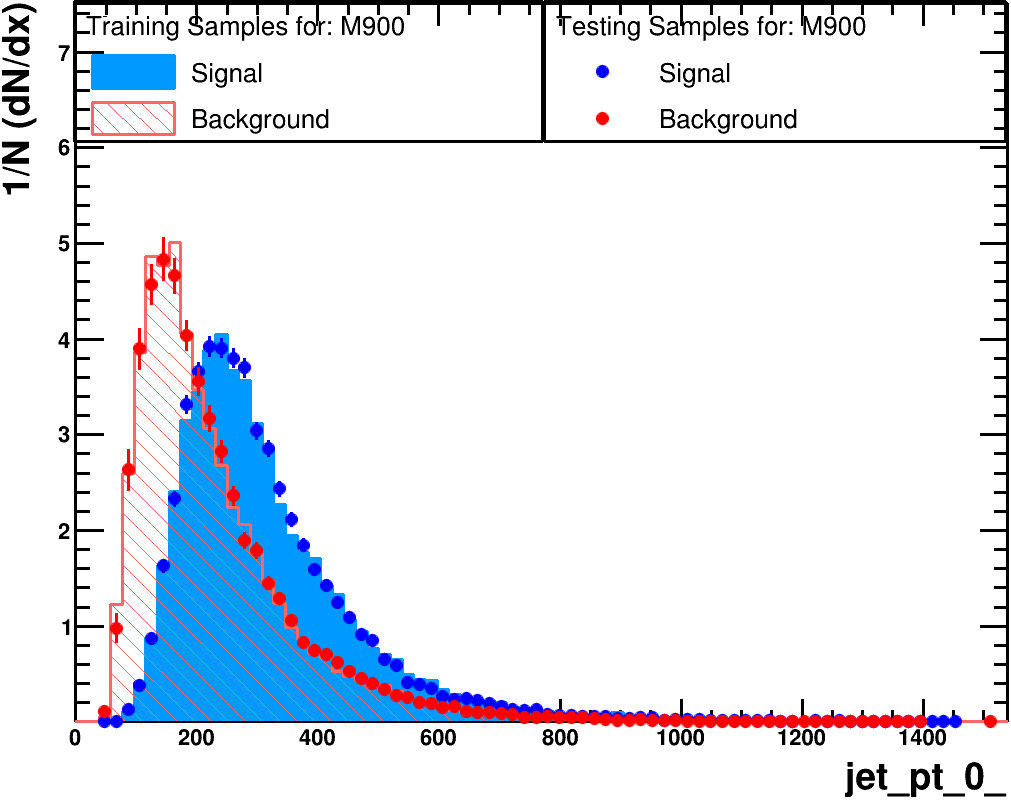 1/N (dN/dx)
Training Samples for: M900
Signal
Background
Testing Samples for: M900
Signal
Background
7
6
5
4
3
2
1
0 200 400 600 800 1000 1200 1400
jet_pt_0_